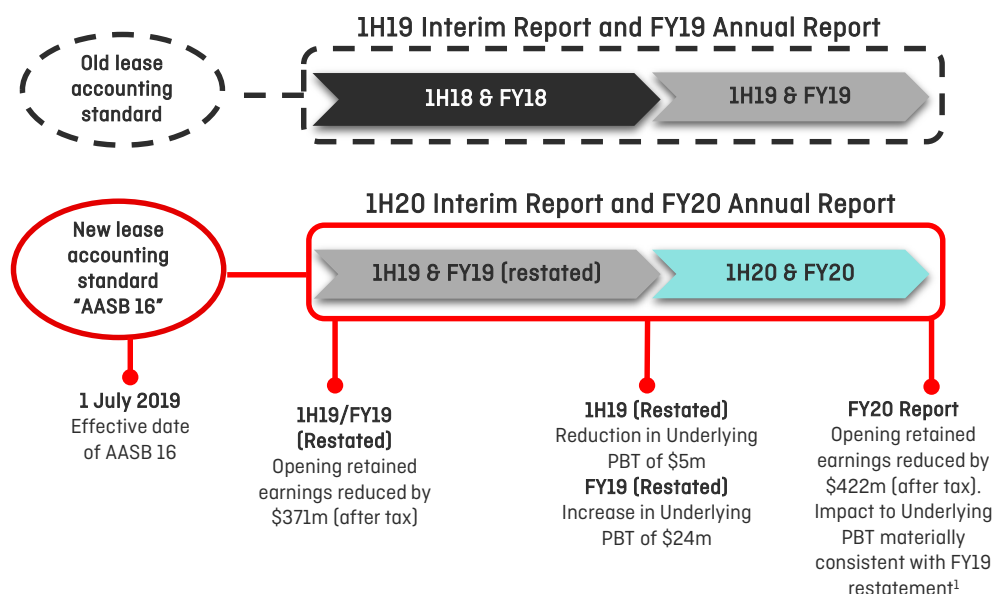 1H19 Interim Report and FY19 Annual Report
Old lease
accounting
standard
1H18 & FY18
1H19 & FY19
1H20 Interim Report and FY20 Annual Report
New lease
accounting
standard
“AASB 16”
1H19 & FY19 (restated)
1H20 & FY20
1 July 2019
Effective date
of AASB 16
1H19/FY19
(Restated)
Opening retained
earnings reduced by
$371m (after tax)
1H19 (Restated)
Reduction in Underlying
PBT of $5m
FY19 (Restated)
Increase in Underlying
PBT of $24m
FY20 Report
Opening retained
earnings reduced by
$422m (after tax).
Impact to Underlying
PBT materially
consistent with FY19
restatement¹